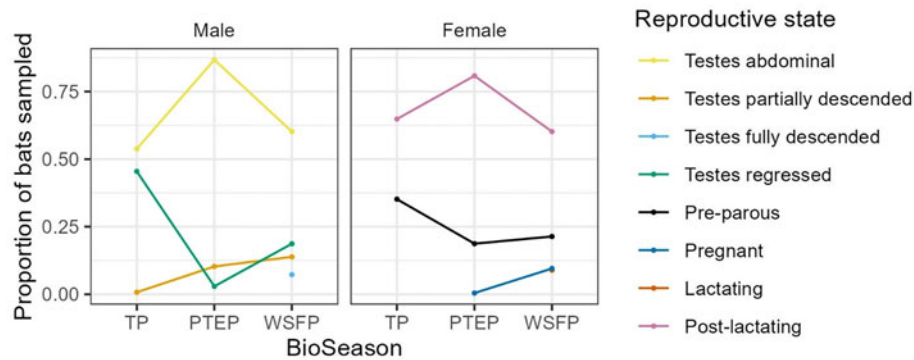 Male
Female
Proportion of bats sampled
0.75
0.50
0.25
0.00
TP
PTEP
WSFP
TP
PTEP
WSFP
BioSeason
Reproductive state
Testes abdominal
Testes partially descended
Testes fully descended
Testes regressed
Pre-parous
Pregnant
Lactating
Post-lactating